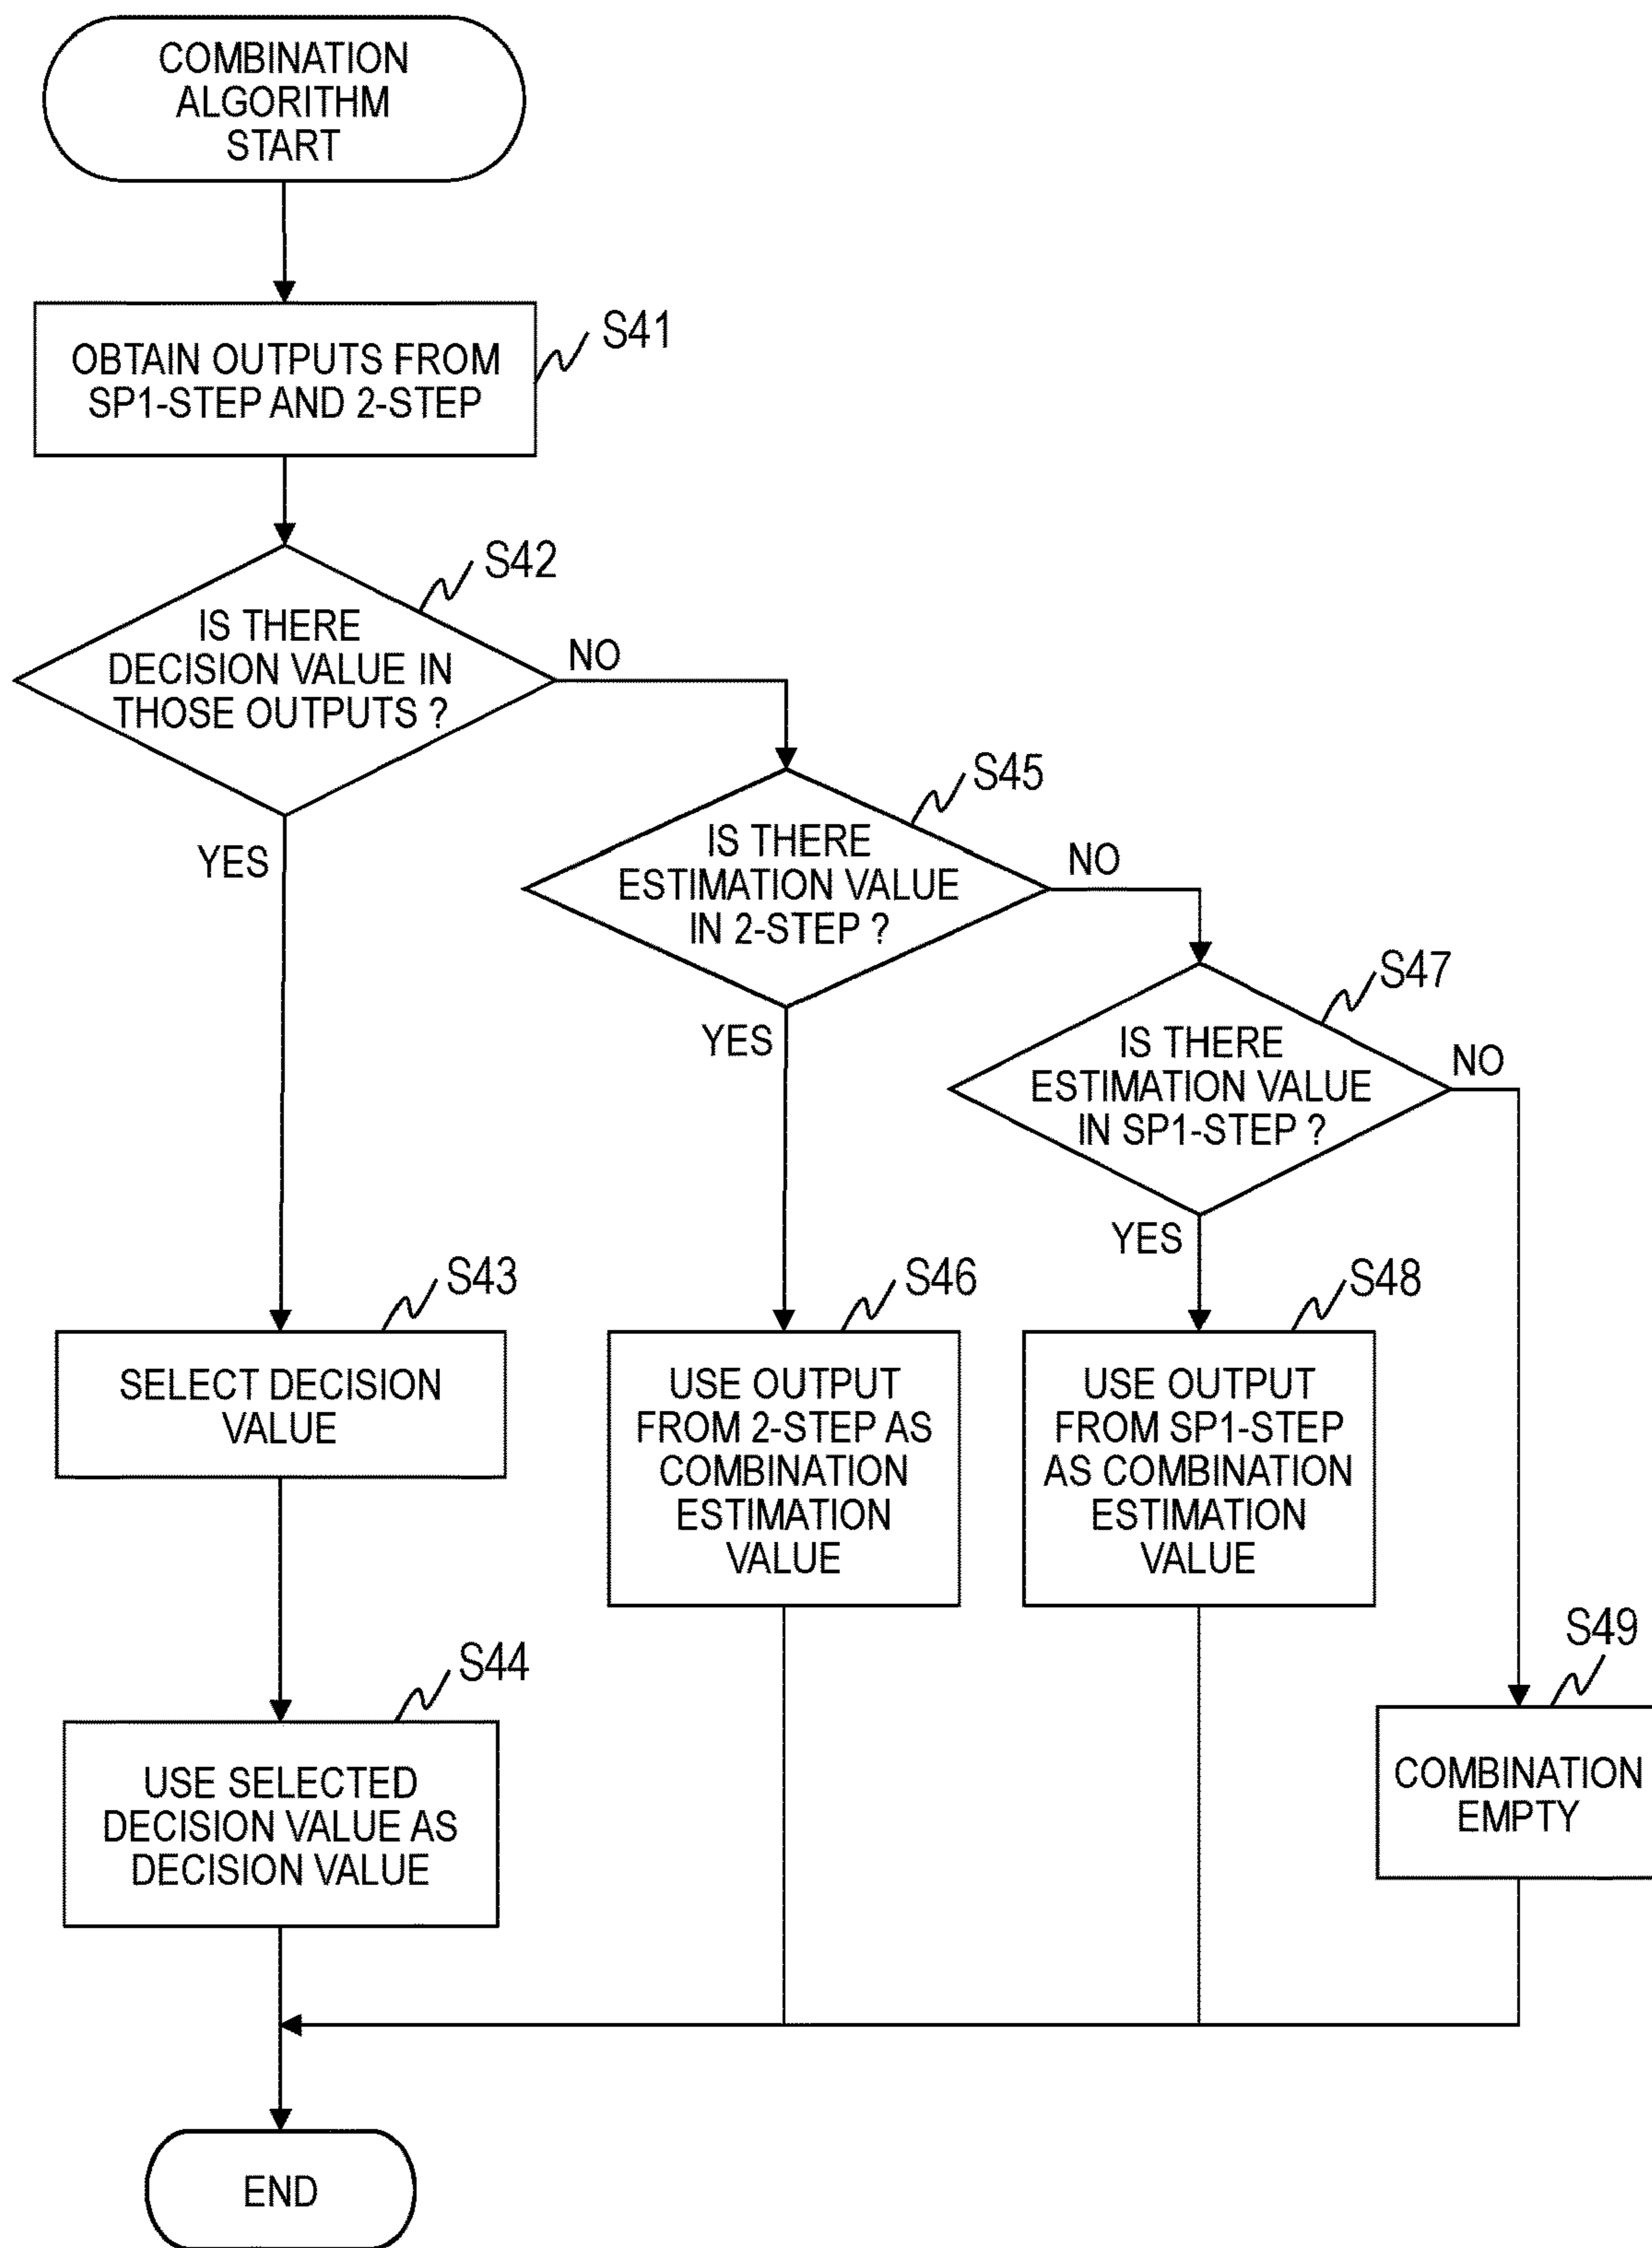 COMBINATION
ALGORITHM
START
S41
OBTAIN OUTPUTS FROM
SP1-STEP AND 2-STEP
S42
IS THERE
DECISION VALUE IN
THOSE OUTPUTS ?
NO
YES
S45
IS THERE
ESTIMATION VALUE
IN 2-STEP ?
NO
YES
S47
IS THERE
ESTIMATION VALUE
IN SP1-STEP ?
NO
YES
S43
SELECT DECISION
VALUE
S46
USE OUTPUT
FROM 2-STEP AS
COMBINATION
ESTIMATION
VALUE
S48
USE OUTPUT
FROM SP1-STEP
AS COMBINATION
ESTIMATION
VALUE
S44
USE SELECTED
DECISION VALUE AS
DECISION VALUE
S49
COMBINATION
EMPTY
END